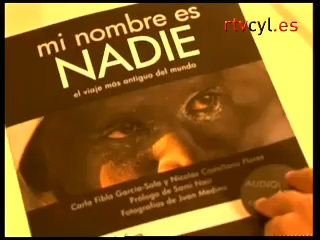 rtvcyl.es
mi nombre es
NADIE
el viaje más antiguo del mundo
Carla Fibla García-Sala y Nicolás Castellano Flores
Prólogo de Sami Naïr
Fotografías de Juan Medina
AUDIO